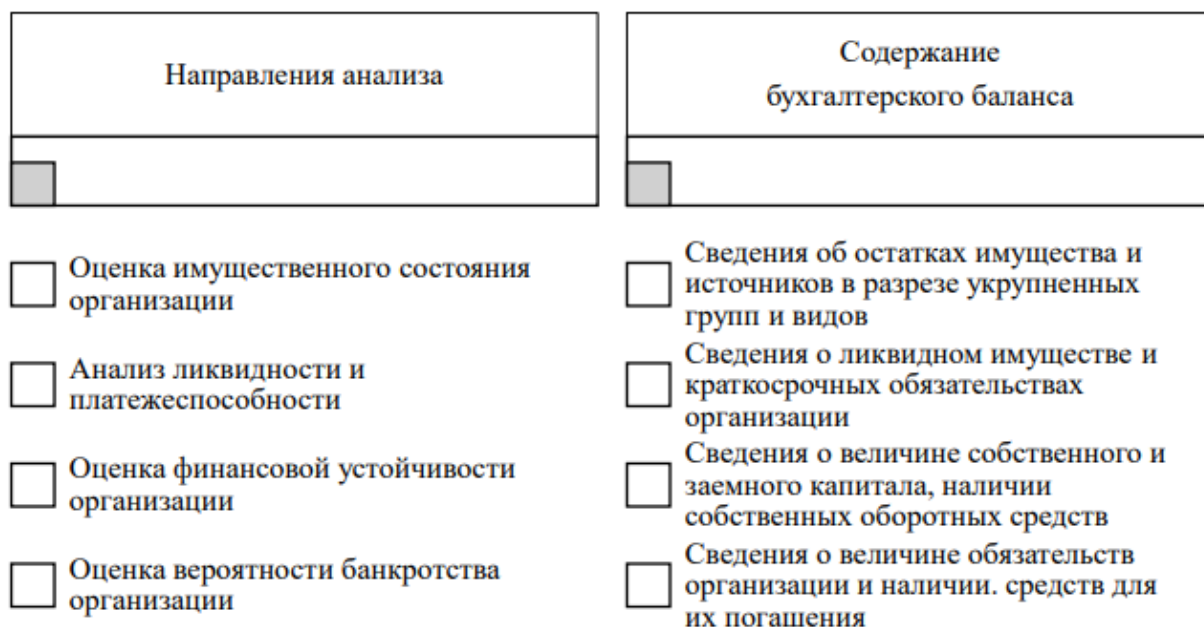 Направления анализа
Содержание
бухгалтерского баланса
Оценка имущественного состояния
организации
Сведения об остатках имущества и
источников в разрезе укрупненных
групп и видов
Анализ ликвидности и
платежеспособности
Сведения о ликвидном имуществе и
краткосрочных обязательствах
организации
Оценка финансовой устойчивости
организации
Сведения о величине собственного и
заемного капитала, наличии
собственных оборотных средств
Оценка вероятности банкротства
организации
Сведения о величине обязательств
организации и наличии. средств для
их погашения